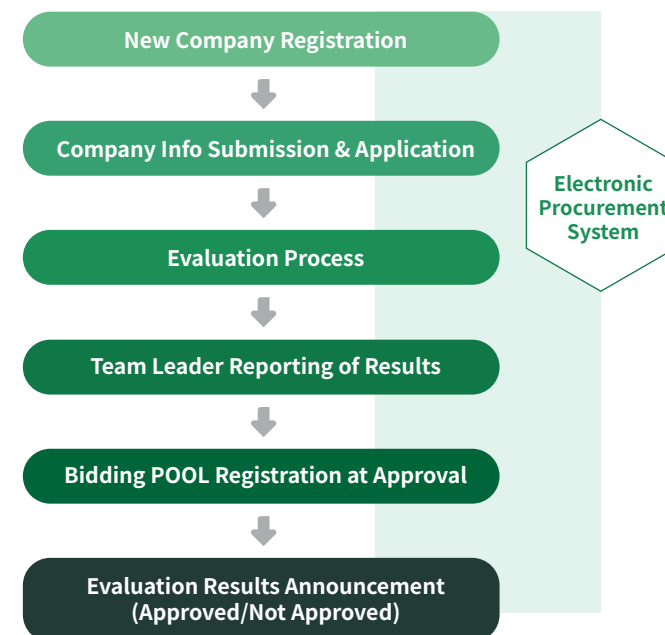 New Company Registration
Company Info Submission & Application
Electronic
Procurement
System
Evaluation Process
Team Leader Reporting of Results
Bidding POOL Registration at Approval
Evaluation Results Announcement
(Approved/Not Approved)